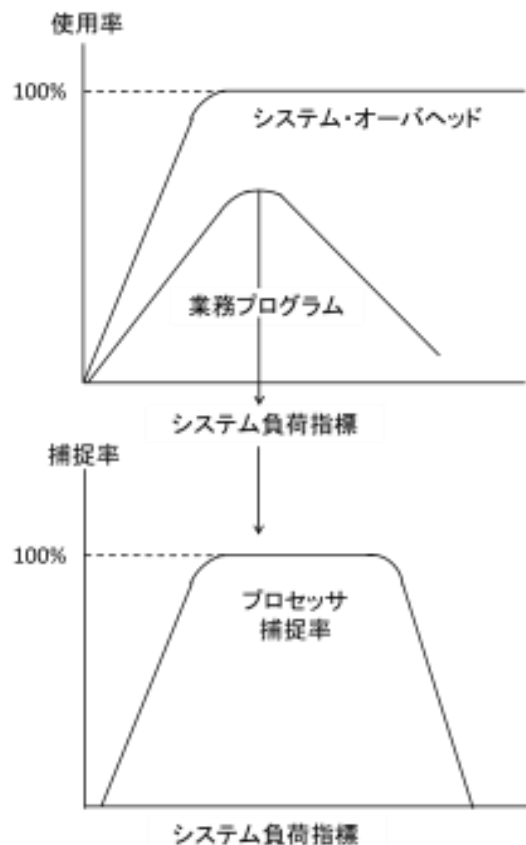 使用率
100%
システム・オーバヘッド
業務プログラム
システム負荷指標
捕捉率
100%
プロセッサ
捕捉率
システム負荷指標